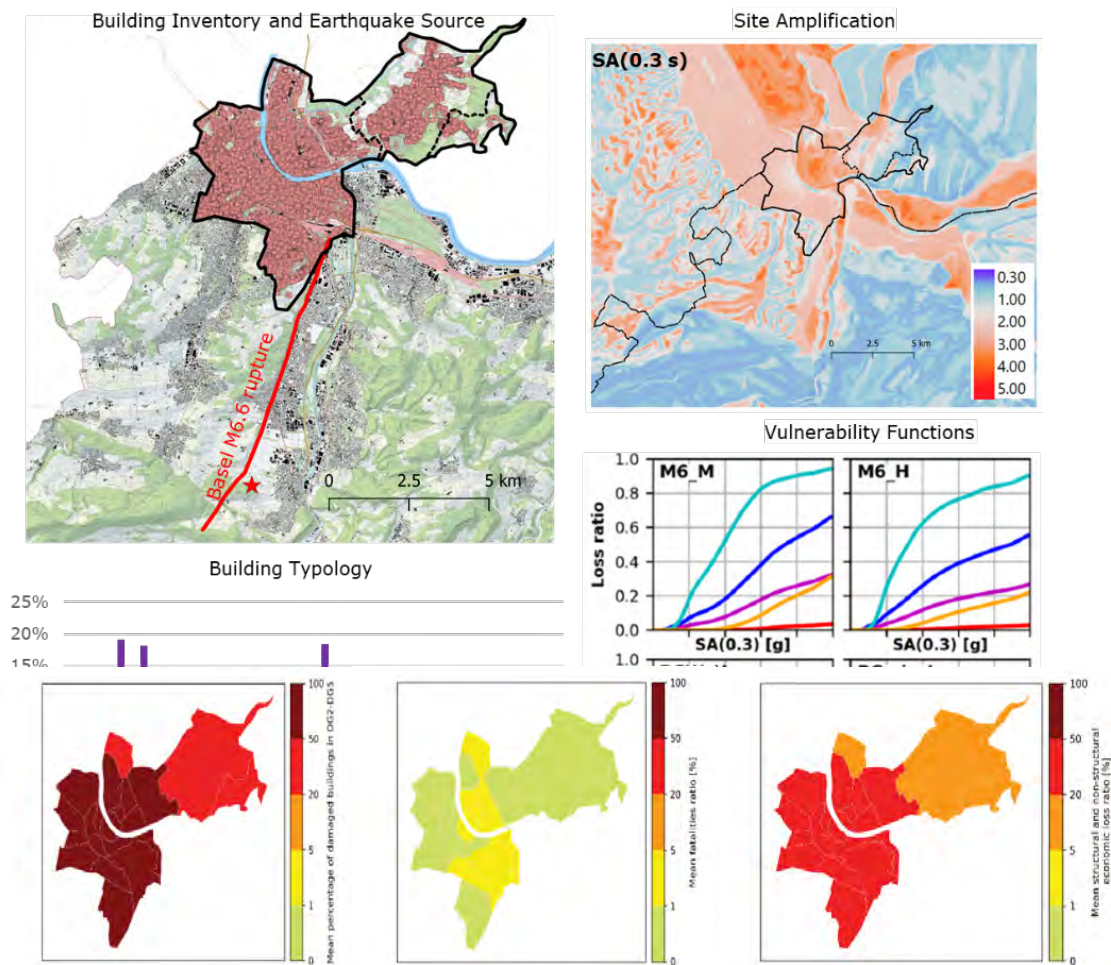 Building Inventory and Earthquake Source
Basel M6.6 rupture
0 2.5 5 km
Site Amplification
SA(0.3 s)
0.30
1.00
2.00
3.00
4.00
5.00
0 2.5 5 km
Vulnerability Functions
M6_M
M6_H
Loss ratio
1.0
0.8
0.6
0.4
0.2
0.0
SA(0.3) [g]
SA(0.3) [g]
1.0
Building Typology
25%
20%
15%
100
50
20
5
1
0
Mean percentage of damaged buildings in DG2-DG5
100
50
20
5
1
0
Mean fatalities ratio [%]
100
50
20
5
1
0
Mean structural and non-structural
economic loss ratio [%]